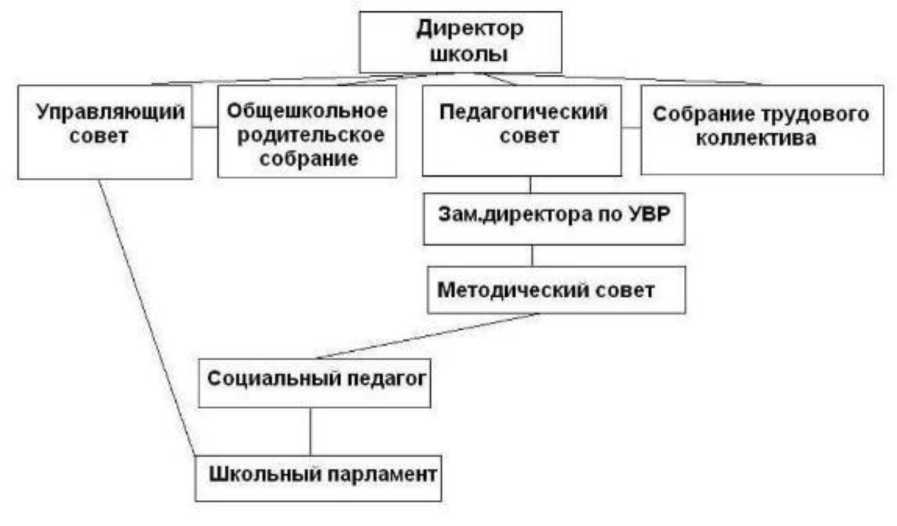 Директор
школы
Управляющий
совет
Общешкольное
родительское
собрание
Педагогический
совет
Собрание трудового
коллектива
Зам.директора по УВР
Методический совет
Социальный педагог
Школьный парламент